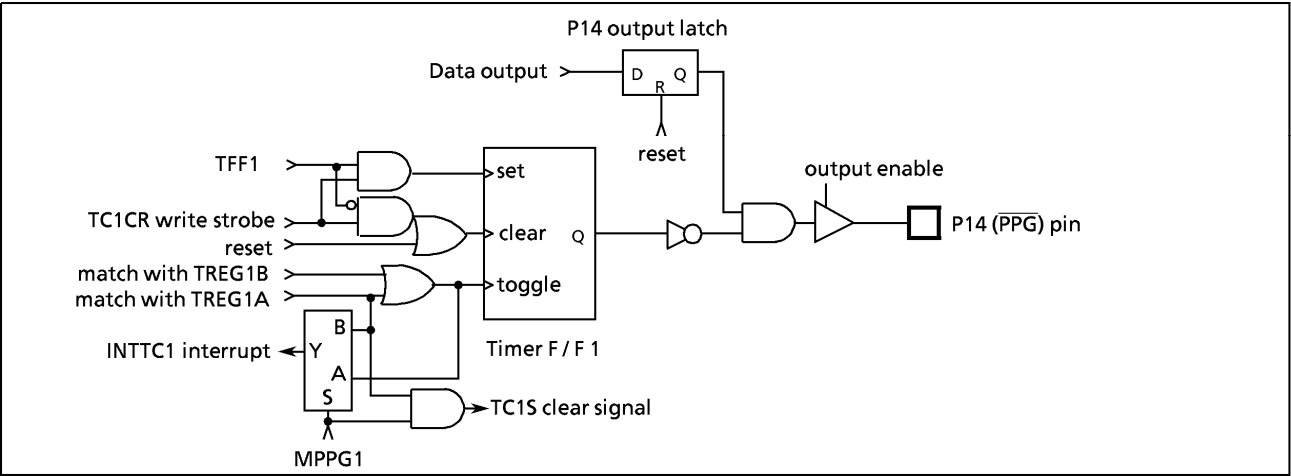 P14 output latch
Data output
D
Q
R
reset
output enable
TFF1
set
TC1CR write strobe
clear
Q
P14 (P̅P̅G̅) pin
reset
match with TREG1B
toggle
match with TREG1A
B
INTTC1 interrupt
Y
Timer F / F 1
A
S
TC1S clear signal
MPPG1